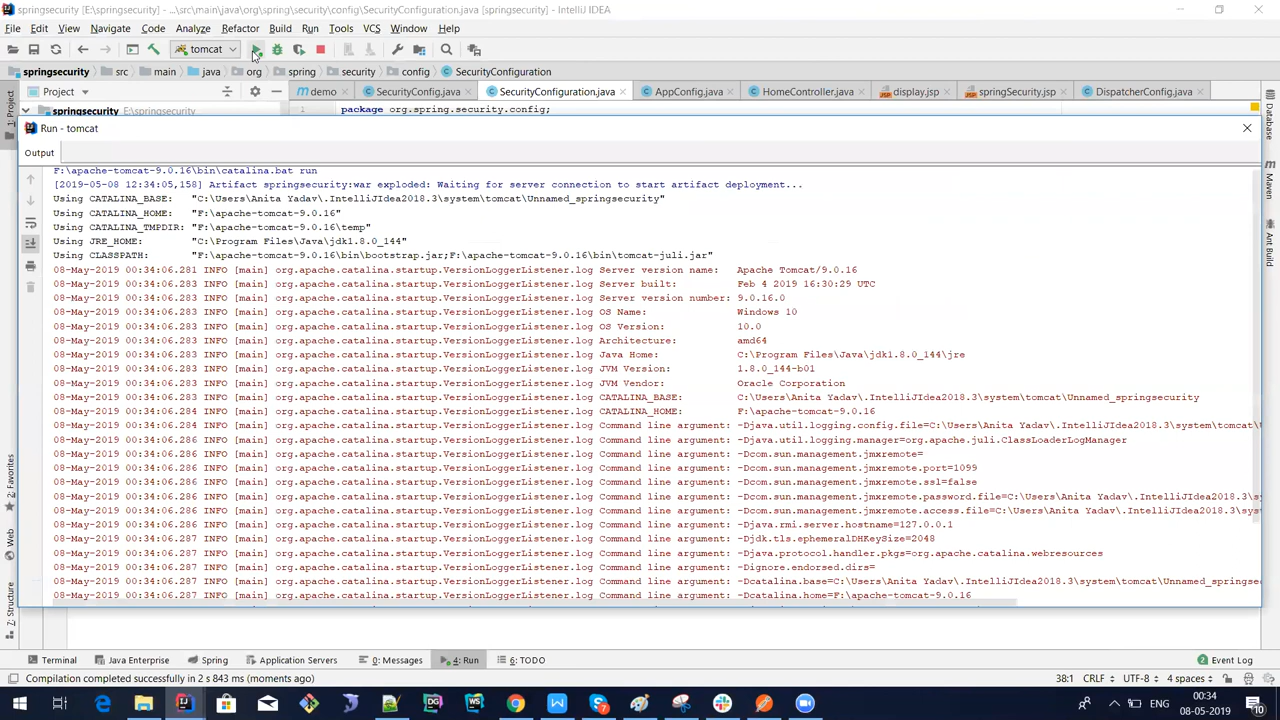 springsecurity [E:\springsecurity] - ...\src\main\java\org\spring\security\config\SecurityConfiguration.java [springsecurity] - IntelliJ IDEA
File Edit View Navigate Code Analyze Refactor Build Run Tools VCS Window Help
tomcat
springsecurity src main java org spring security config SecurityConfiguration
Project demo SecurityConfig.java SecurityConfiguration.java AppConfig.java HomeController.java display.jsp springSecurity.jsp DispatcherConfig.java
springsecurity E:\springsecurity 1 package org.spring.security.config;
Run - tomcat
Output
F:\apache-tomcat-9.0.16\bin\catalina.bat run
[2019-05-08 12:34:05,158] Artifact springsecurity:war exploded: Waiting for server connection to start artifact deployment...
Using CATALINA_BASE: "C:\Users\Anita Yadav\.IntelliJIdea2018.3\system\tomcat\Unnamed_springsecurity"
Using CATALINA_HOME: "F:\apache-tomcat-9.0.16"
Using CATALINA_TMPDIR: "F:\apache-tomcat-9.0.16\temp"
Using JRE_HOME: "C:\Program Files\Java\jdk1.8.0_144"
Using CLASSPATH: "F:\apache-tomcat-9.0.16\bin\bootstrap.jar;F:\apache-tomcat-9.0.16\bin\tomcat-juli.jar"
08-May-2019 00:34:06.281 INFO [main] org.apache.catalina.startup.VersionLoggerListener.log Server version name: Apache Tomcat/9.0.16
08-May-2019 00:34:06.283 INFO [main] org.apache.catalina.startup.VersionLoggerListener.log Server built: Feb 4 2019 16:30:29 UTC
08-May-2019 00:34:06.283 INFO [main] org.apache.catalina.startup.VersionLoggerListener.log Server version number: 9.0.16.0
08-May-2019 00:34:06.283 INFO [main] org.apache.catalina.startup.VersionLoggerListener.log OS Name: Windows 10
08-May-2019 00:34:06.283 INFO [main] org.apache.catalina.startup.VersionLoggerListener.log OS Version: 10.0
08-May-2019 00:34:06.283 INFO [main] org.apache.catalina.startup.VersionLoggerListener.log Architecture: amd64
08-May-2019 00:34:06.283 INFO [main] org.apache.catalina.startup.VersionLoggerListener.log Java Home: C:\Program Files\Java\jdk1.8.0_144\jre
08-May-2019 00:34:06.283 INFO [main] org.apache.catalina.startup.VersionLoggerListener.log JVM Version: 1.8.0_144-b01
08-May-2019 00:34:06.283 INFO [main] org.apache.catalina.startup.VersionLoggerListener.log JVM Vendor: Oracle Corporation
08-May-2019 00:34:06.283 INFO [main] org.apache.catalina.startup.VersionLoggerListener.log CATALINA_BASE: C:\Users\Anita Yadav\.IntelliJIdea2018.3\system\tomcat\Unnamed_springsecurity
08-May-2019 00:34:06.284 INFO [main] org.apache.catalina.startup.VersionLoggerListener.log CATALINA_HOME: F:\apache-tomcat-9.0.16
08-May-2019 00:34:06.284 INFO [main] org.apache.catalina.startup.VersionLoggerListener.log Command line argument: -Djava.util.logging.config.file=C:\Users\Anita Yadav\.IntelliJIdea2018.3\system\tomcat\
08-May-2019 00:34:06.284 INFO [main] org.apache.catalina.startup.VersionLoggerListener.log Command line argument: -Djava.util.logging.manager=org.apache.juli.ClassLoaderLogManager
08-May-2019 00:34:06.286 INFO [main] org.apache.catalina.startup.VersionLoggerListener.log Command line argument: -Dcom.sun.management.jmxremote=
08-May-2019 00:34:06.286 INFO [main] org.apache.catalina.startup.VersionLoggerListener.log Command line argument: -Dcom.sun.management.jmxremote.port=1099
08-May-2019 00:34:06.286 INFO [main] org.apache.catalina.startup.VersionLoggerListener.log Command line argument: -Dcom.sun.management.jmxremote.ssl=false
08-May-2019 00:34:06.286 INFO [main] org.apache.catalina.startup.VersionLoggerListener.log Command line argument: -Dcom.sun.management.jmxremote.password.file=C:\Users\Anita Yadav\.IntelliJIdea2018.3\sys
08-May-2019 00:34:06.286 INFO [main] org.apache.catalina.startup.VersionLoggerListener.log Command line argument: -Dcom.sun.management.jmxremote.access.file=C:\Users\Anita Yadav\.IntelliJIdea2018.3\syst
08-May-2019 00:34:06.286 INFO [main] org.apache.catalina.startup.VersionLoggerListener.log Command line argument: -Djava.rmi.server.hostname=127.0.0.1
08-May-2019 00:34:06.287 INFO [main] org.apache.catalina.startup.VersionLoggerListener.log Command line argument: -Djdk.tls.ephemeralDHKeySize=2048
08-May-2019 00:34:06.287 INFO [main] org.apache.catalina.startup.VersionLoggerListener.log Command line argument: -Djava.protocol.handler.pkgs=org.apache.catalina.webresources
08-May-2019 00:34:06.287 INFO [main] org.apache.catalina.startup.VersionLoggerListener.log Command line argument: -Dignore.endorsed.dirs=
08-May-2019 00:34:06.287 INFO [main] org.apache.catalina.startup.VersionLoggerListener.log Command line argument: -Dcatalina.base=C:\Users\Anita Yadav\.IntelliJIdea2018.3\system\tomcat\Unnamed_springsec
08-May-2019 00:34:06.287 INFO [main] org.apache.catalina.startup.VersionLoggerListener.log Command line argument: -Dcatalina.home=F:\apache-tomcat-9.0.16
1: Project
2: Favorites
Web
7: Structure
Database
Maven
Ant Build
Terminal Java Enterprise Spring Application Servers 0: Messages 4: Run 6: TODO 2 Event Log
Compilation completed successfully in 2 s 843 ms (moments ago) 38:1 CRLF UTF-8 4 spaces
ENG 00:34
08-05-2019